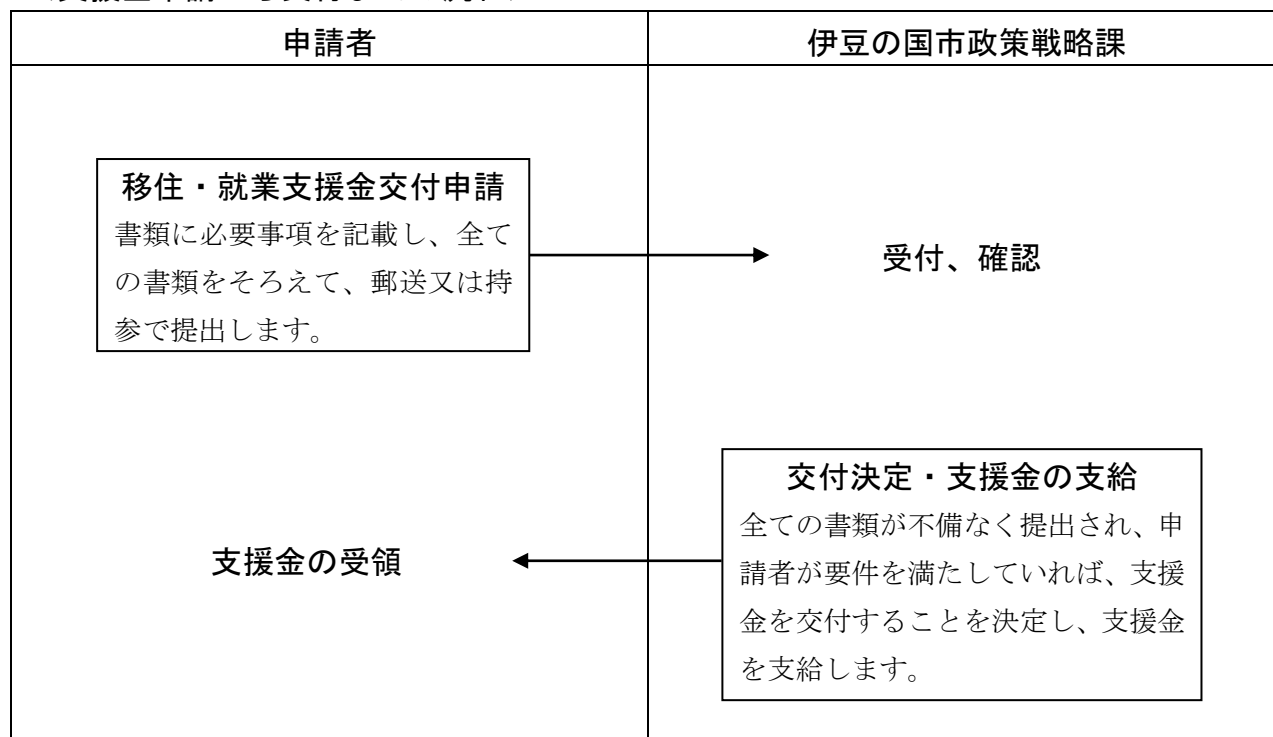 申請者
伊豆の国市政策戦略課
移住・就業支援金交付申請
書類に必要事項を記載し、全て
の書類をそろえて、郵送又は持
参で提出します。
受付、確認
交付決定・支援金の支給
全ての書類が不備なく提出され、申
請者が要件を満たしていれば、支援
金を交付することを決定し、支援金
を支給します。
支援金の受領